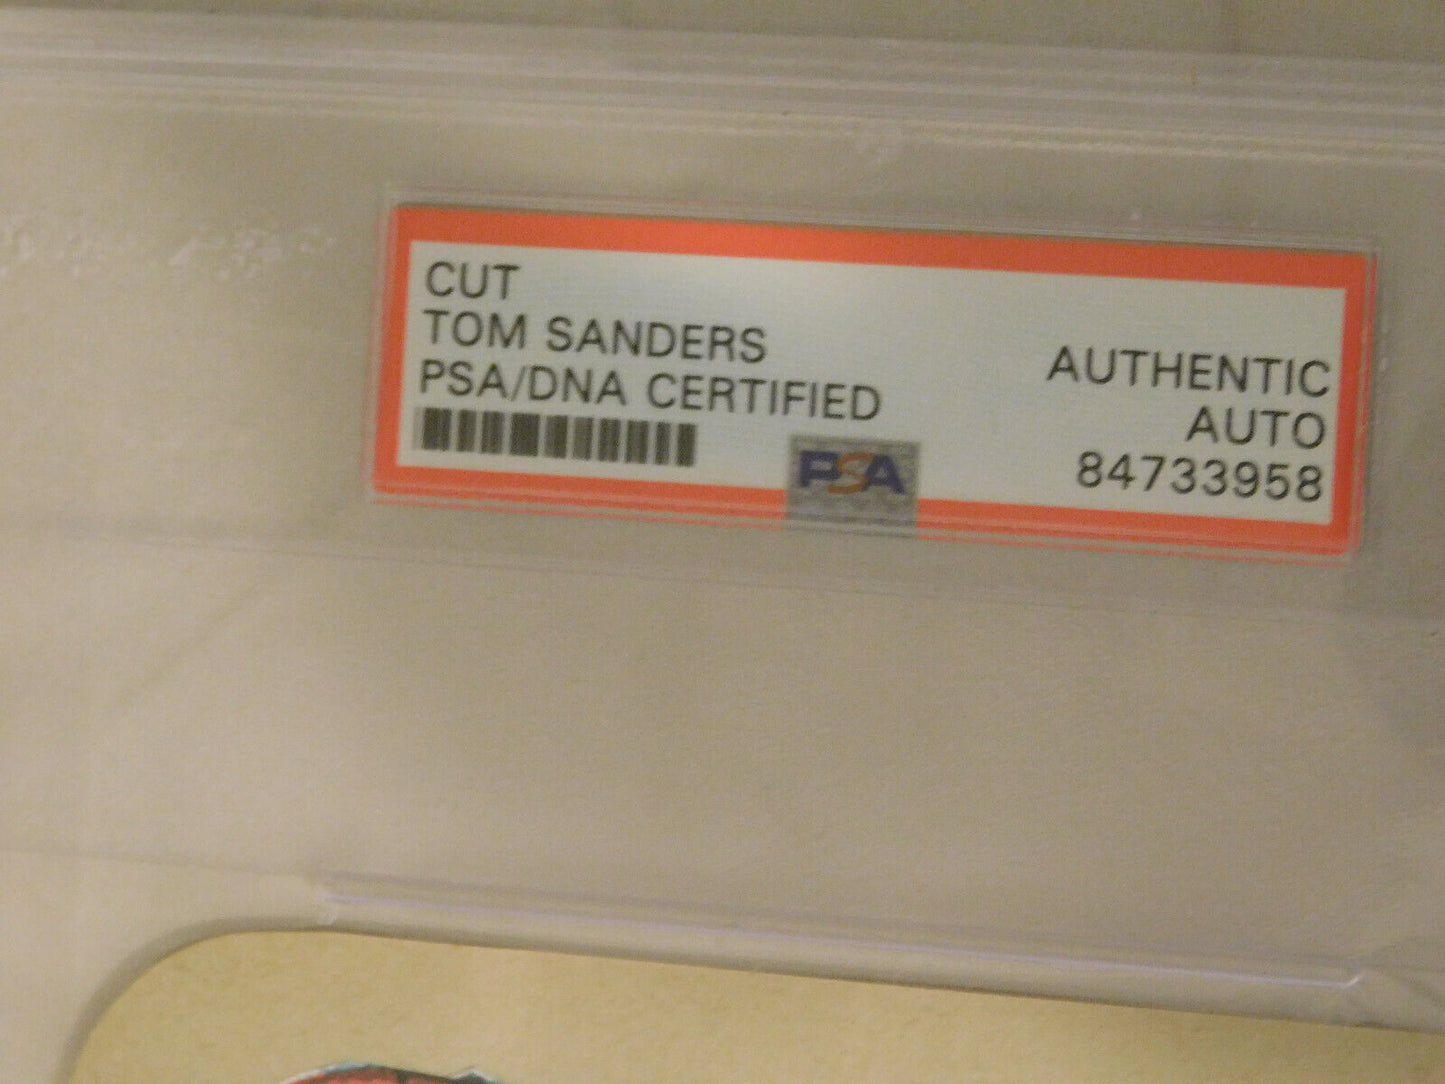 CUT
TOM SANDERS
PSA/DNA CERTIFIED
AUTHENTIC
AUTO
84733958
PSA